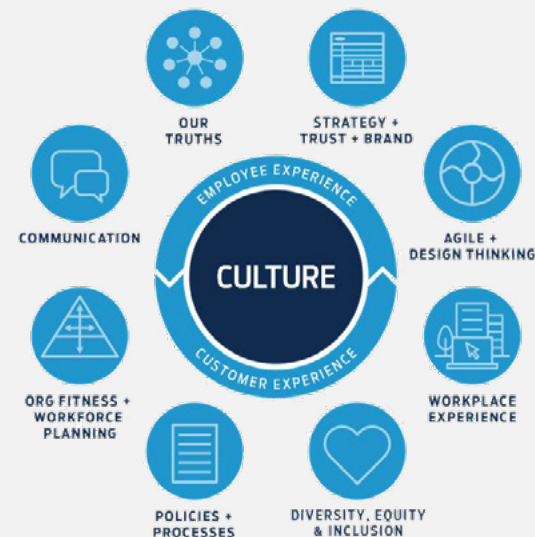 OUR
TRUTHS
STRATEGY +
TRUST + BRAND
COMMUNICATION
EMPLOYEE EXPERIENCE
CULTURE
CUSTOMER EXPERIENCE
AGILE +
DESIGN THINKING
ORG FITNESS +
WORKFORCE
PLANNING
WORKPLACE
EXPERIENCE
POLICIES +
PROCESSES
DIVERSITY, EQUITY
& INCLUSION